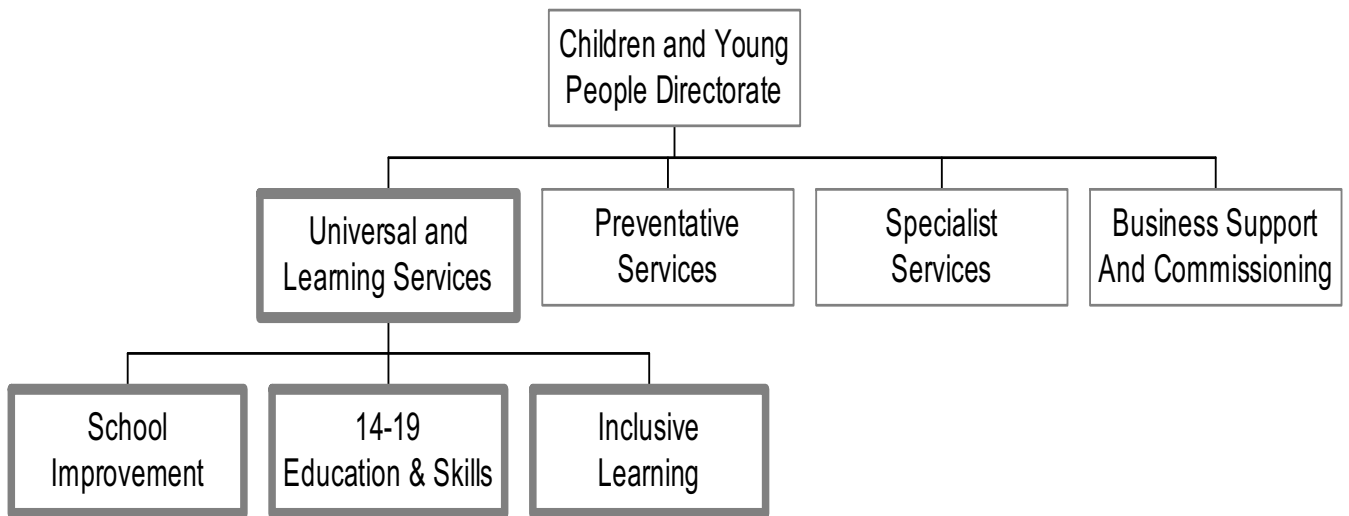 Children and Young
People Directorate
Universal and
Learning Services
Preventative
Services
Specialist
Services
Business Support
And Commissioning
School
Improvement
14-19
Education & Skills
Inclusive
Learning